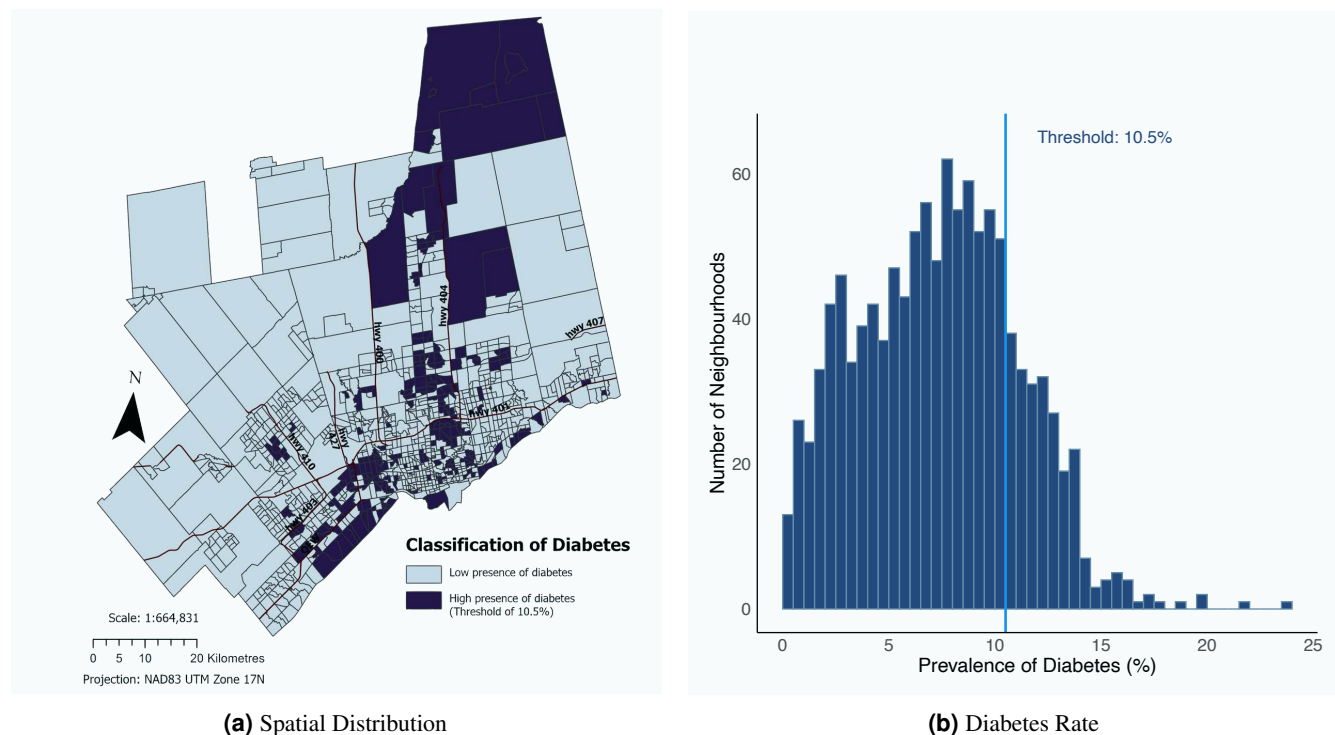 N
hwy 404
hwy 400
hwy 407
hwy 401
hwy
427
hwy 410
hwy 403
QEW
Classification of Diabetes
Low presence of diabetes
High presence of diabetes
(Threshold of 10.5%)
Scale: 1:664,831
0 5 10 20 Kilometres
Projection: NAD83 UTM Zone 17N
(a) Spatial Distribution
Threshold: 10.5%
Number of Neighbourhoods
60
40
20
0
0 5 10 15 20 25
Prevalence of Diabetes (%)
(b) Diabetes Rate